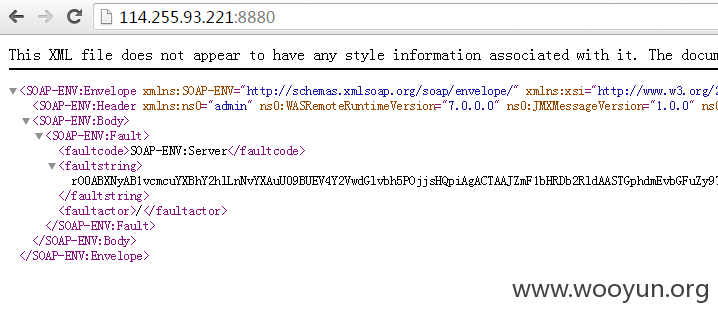 114.255.93.221:8880
This XML file does not appear to have any style information associated with it. The docum
<SOAP-ENV:Envelope xmlns:SOAP-ENV="http://schemas.xmlsoap.org/soap/envelope/" xmlns:xsi="http://www.w3.org/2
<SOAP-ENV:Header xmlns:ns0="admin" ns0:WASRemoteRuntimeVersion="7.0.0.0" ns0:JMXMessageVersion="1.0.0" ns0
<SOAP-ENV:Body>
<SOAP-ENV:Fault>
<faultcode>SOAP-ENV:Server</faultcode>
<faultstring>
</faultstring>
<faultactor>/</faultactor>
</SOAP-ENV:Fault>
</SOAP-ENV:Body>
</SOAP-ENV:Envelope>
www.wooyun.org